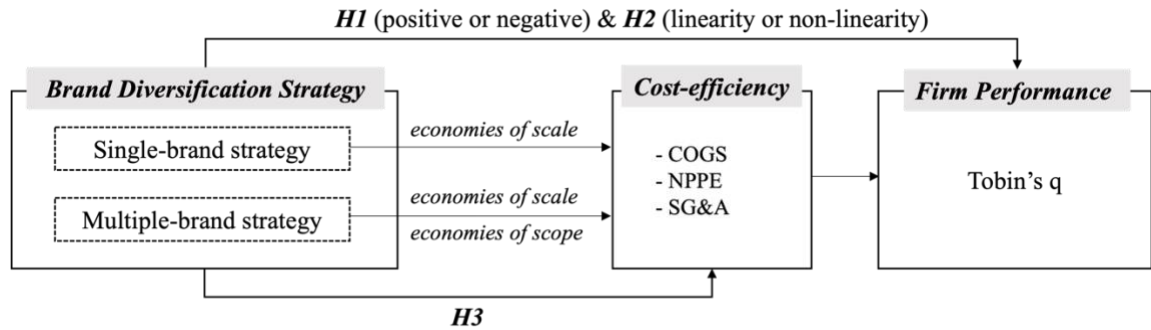 H1 (positive or negative) & H2 (linearity or non-linearity)
Brand Diversification Strategy
Cost-efficiency
Firm Performance
economies of scale
Single-brand strategy
- COGS
- NPPE
- SG&A
Tobin's q
economies of scale
Multiple-brand strategy
economies of scope
H3